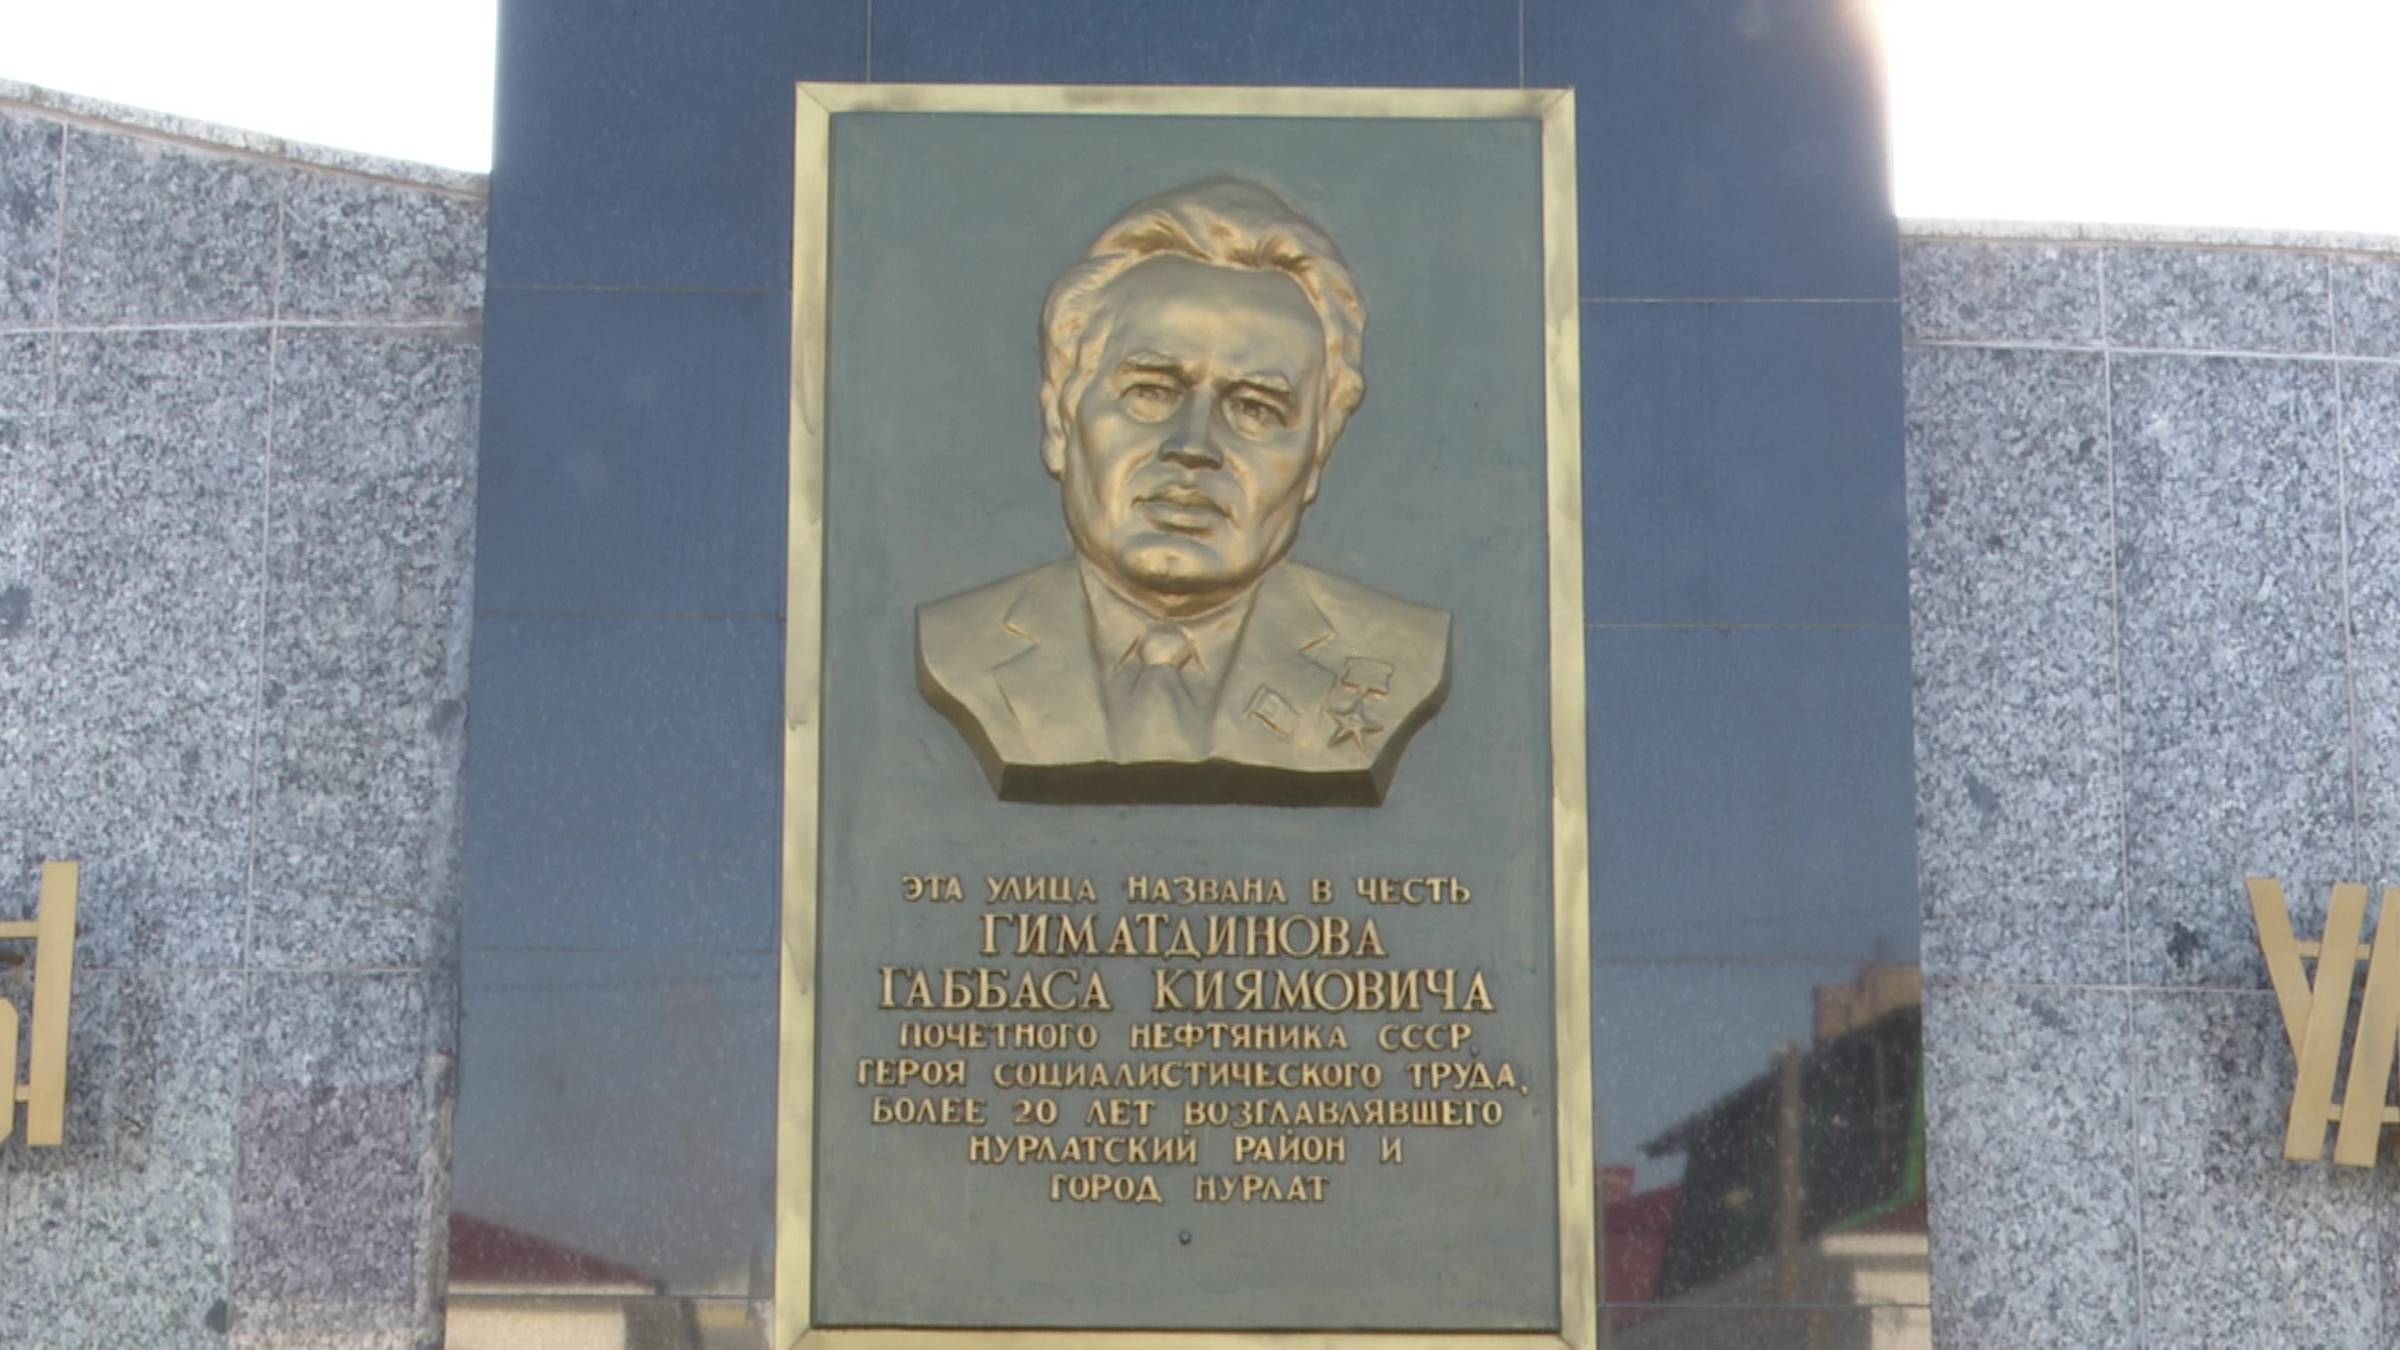 ЭТА УЛИЦА НАЗВАНА В ЧЕСТЬ
ГИМАТДИНОВА
ГАББАСА КИЯМОВИЧА
ПОЧЕТНОГО НЕФТЯНИКА СССР,
ГЕРОЯ СОЦИАЛИСТИЧЕСКОГО ТРУДА,
БОЛЕЕ 20 ЛЕТ ВОЗГЛАВЛЯВШЕГО
НУРЛАТСКИЙ РАЙОН И
ГОРОД НУРЛАТ